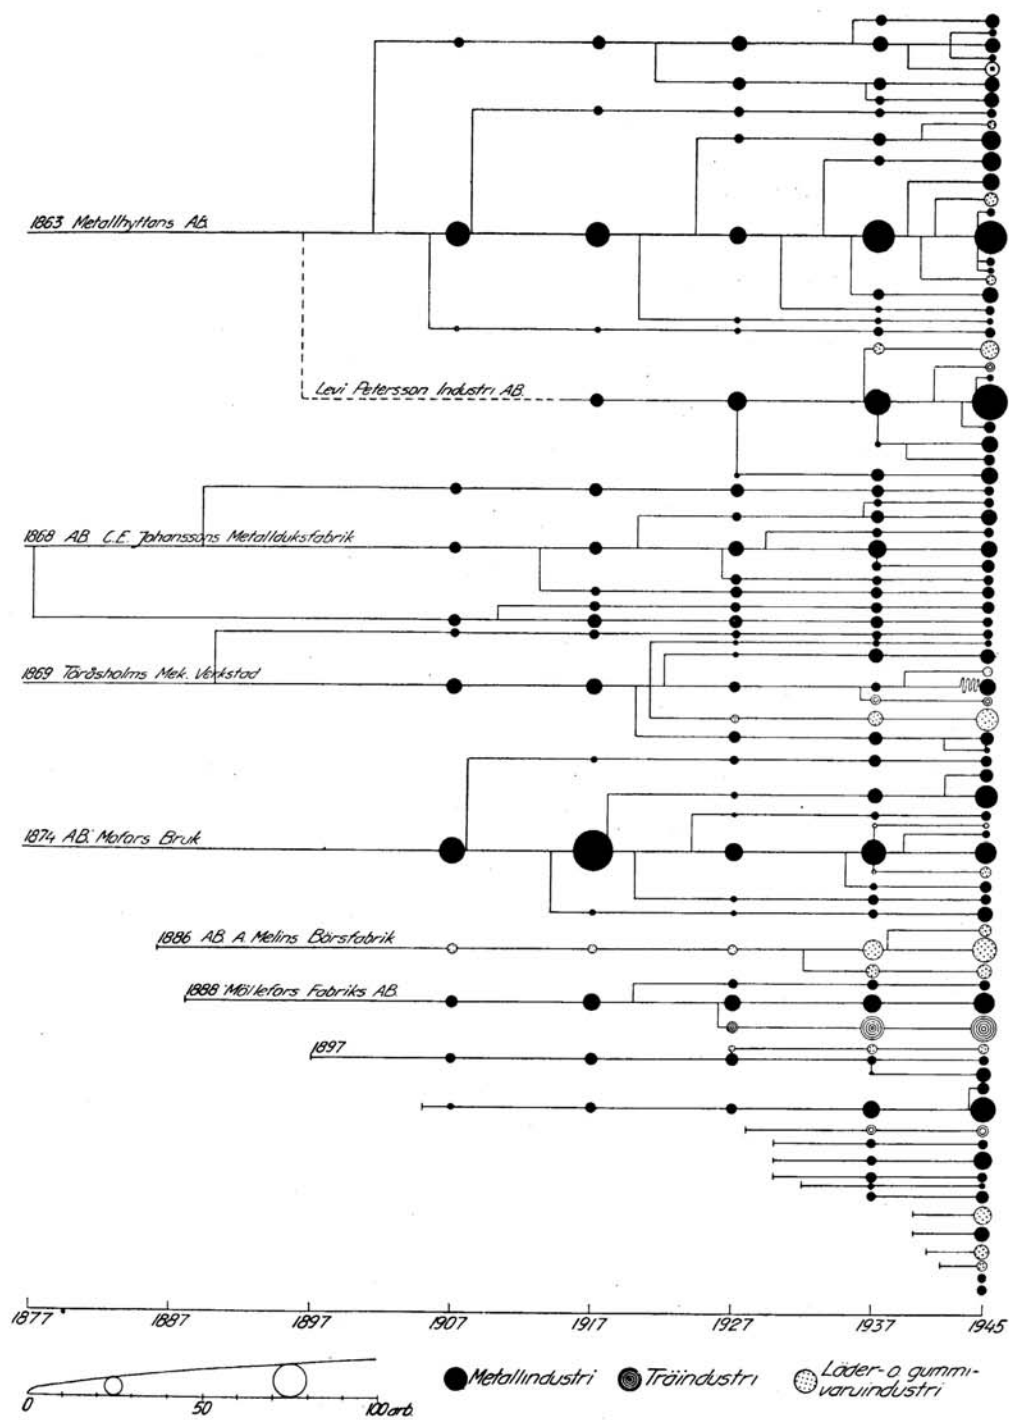 1863 Metallhyttans AB.
Levi Petersson Industri AB.
1868 AB C.E. Johanssons Metallduksfabrik
1869 Töråsholms Mek. Verkstad
1874 AB. Mofors Bruk
1886 AB. A. Melins Börsfabrik
1888 Möllefors Fabriks AB.
1897
1877 1887 1897 1907 1917 1927 1937 1945
0 50 100 arb.
Metallindustri
Träindustri
Läder- o. gummi-
varuindustri